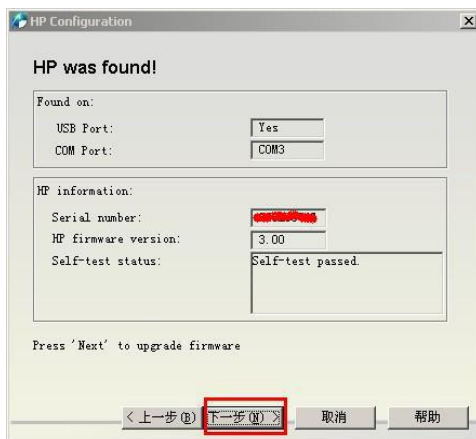 HP Configuration
HP was found!
Found on:
USB Port: Yes
COM Port: COM3
HP information:
Serial number:
HP firmware version: 3.00
Self-test status: Self-test passed.
Press 'Next' to upgrade firmware
< 上一步(B) 下一步(N) > 取消 帮助